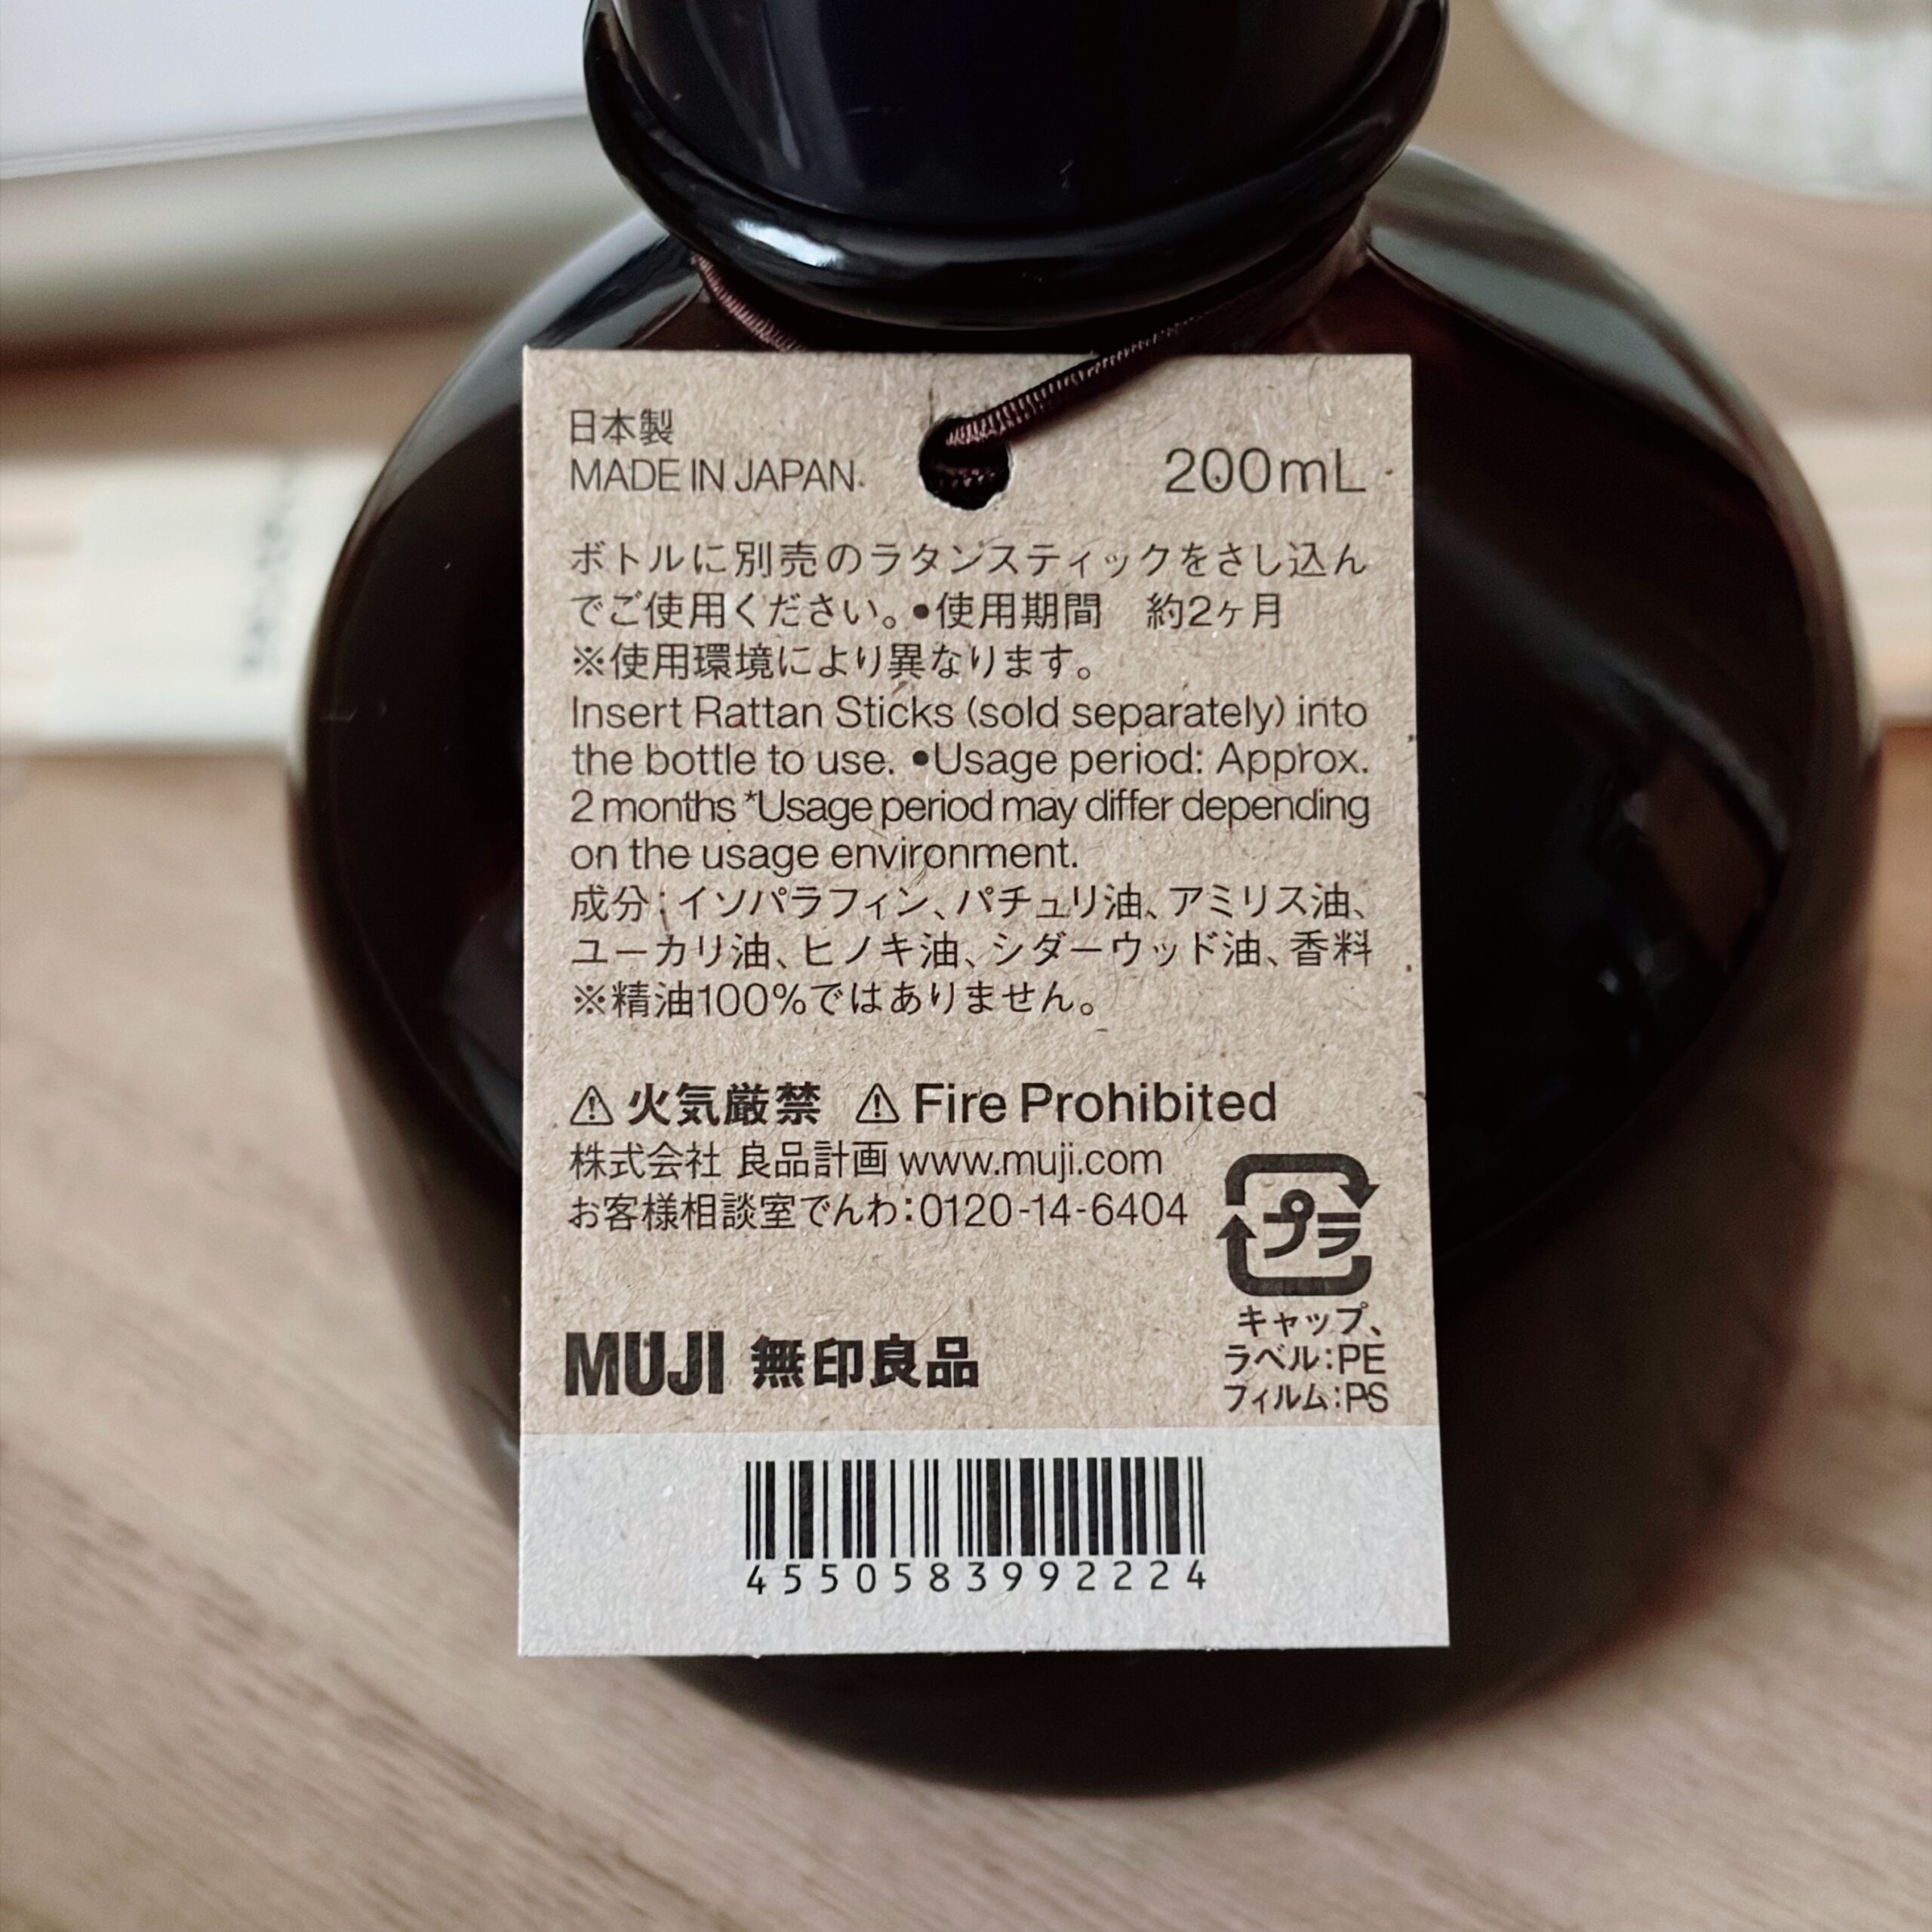 日本製
MADE IN JAPAN
200mL
ボトルに別売のラタンスティックをさし込ん
でご使用ください。●使用期間　約2ヶ月
※使用環境により異なります。
Insert Rattan Sticks (sold separately) into
the bottle to use. ●Usage period: Approx.
2 months *Usage period may differ depending
on the usage environment.
成分:イソパラフィン、パチュリ油、アミリス油、
ユーカリ油、ヒノキ油、シダーウッド油、香料
※精油100%ではありません。
⚠火気厳禁 ⚠Fire Prohibited
株式会社 良品計画 www.muji.com
お客様相談室でんわ:0120-14-6404
プラ
キャップ、
ラベル:PE
フィルム:PS
MUJI 無印良品
4550583992224